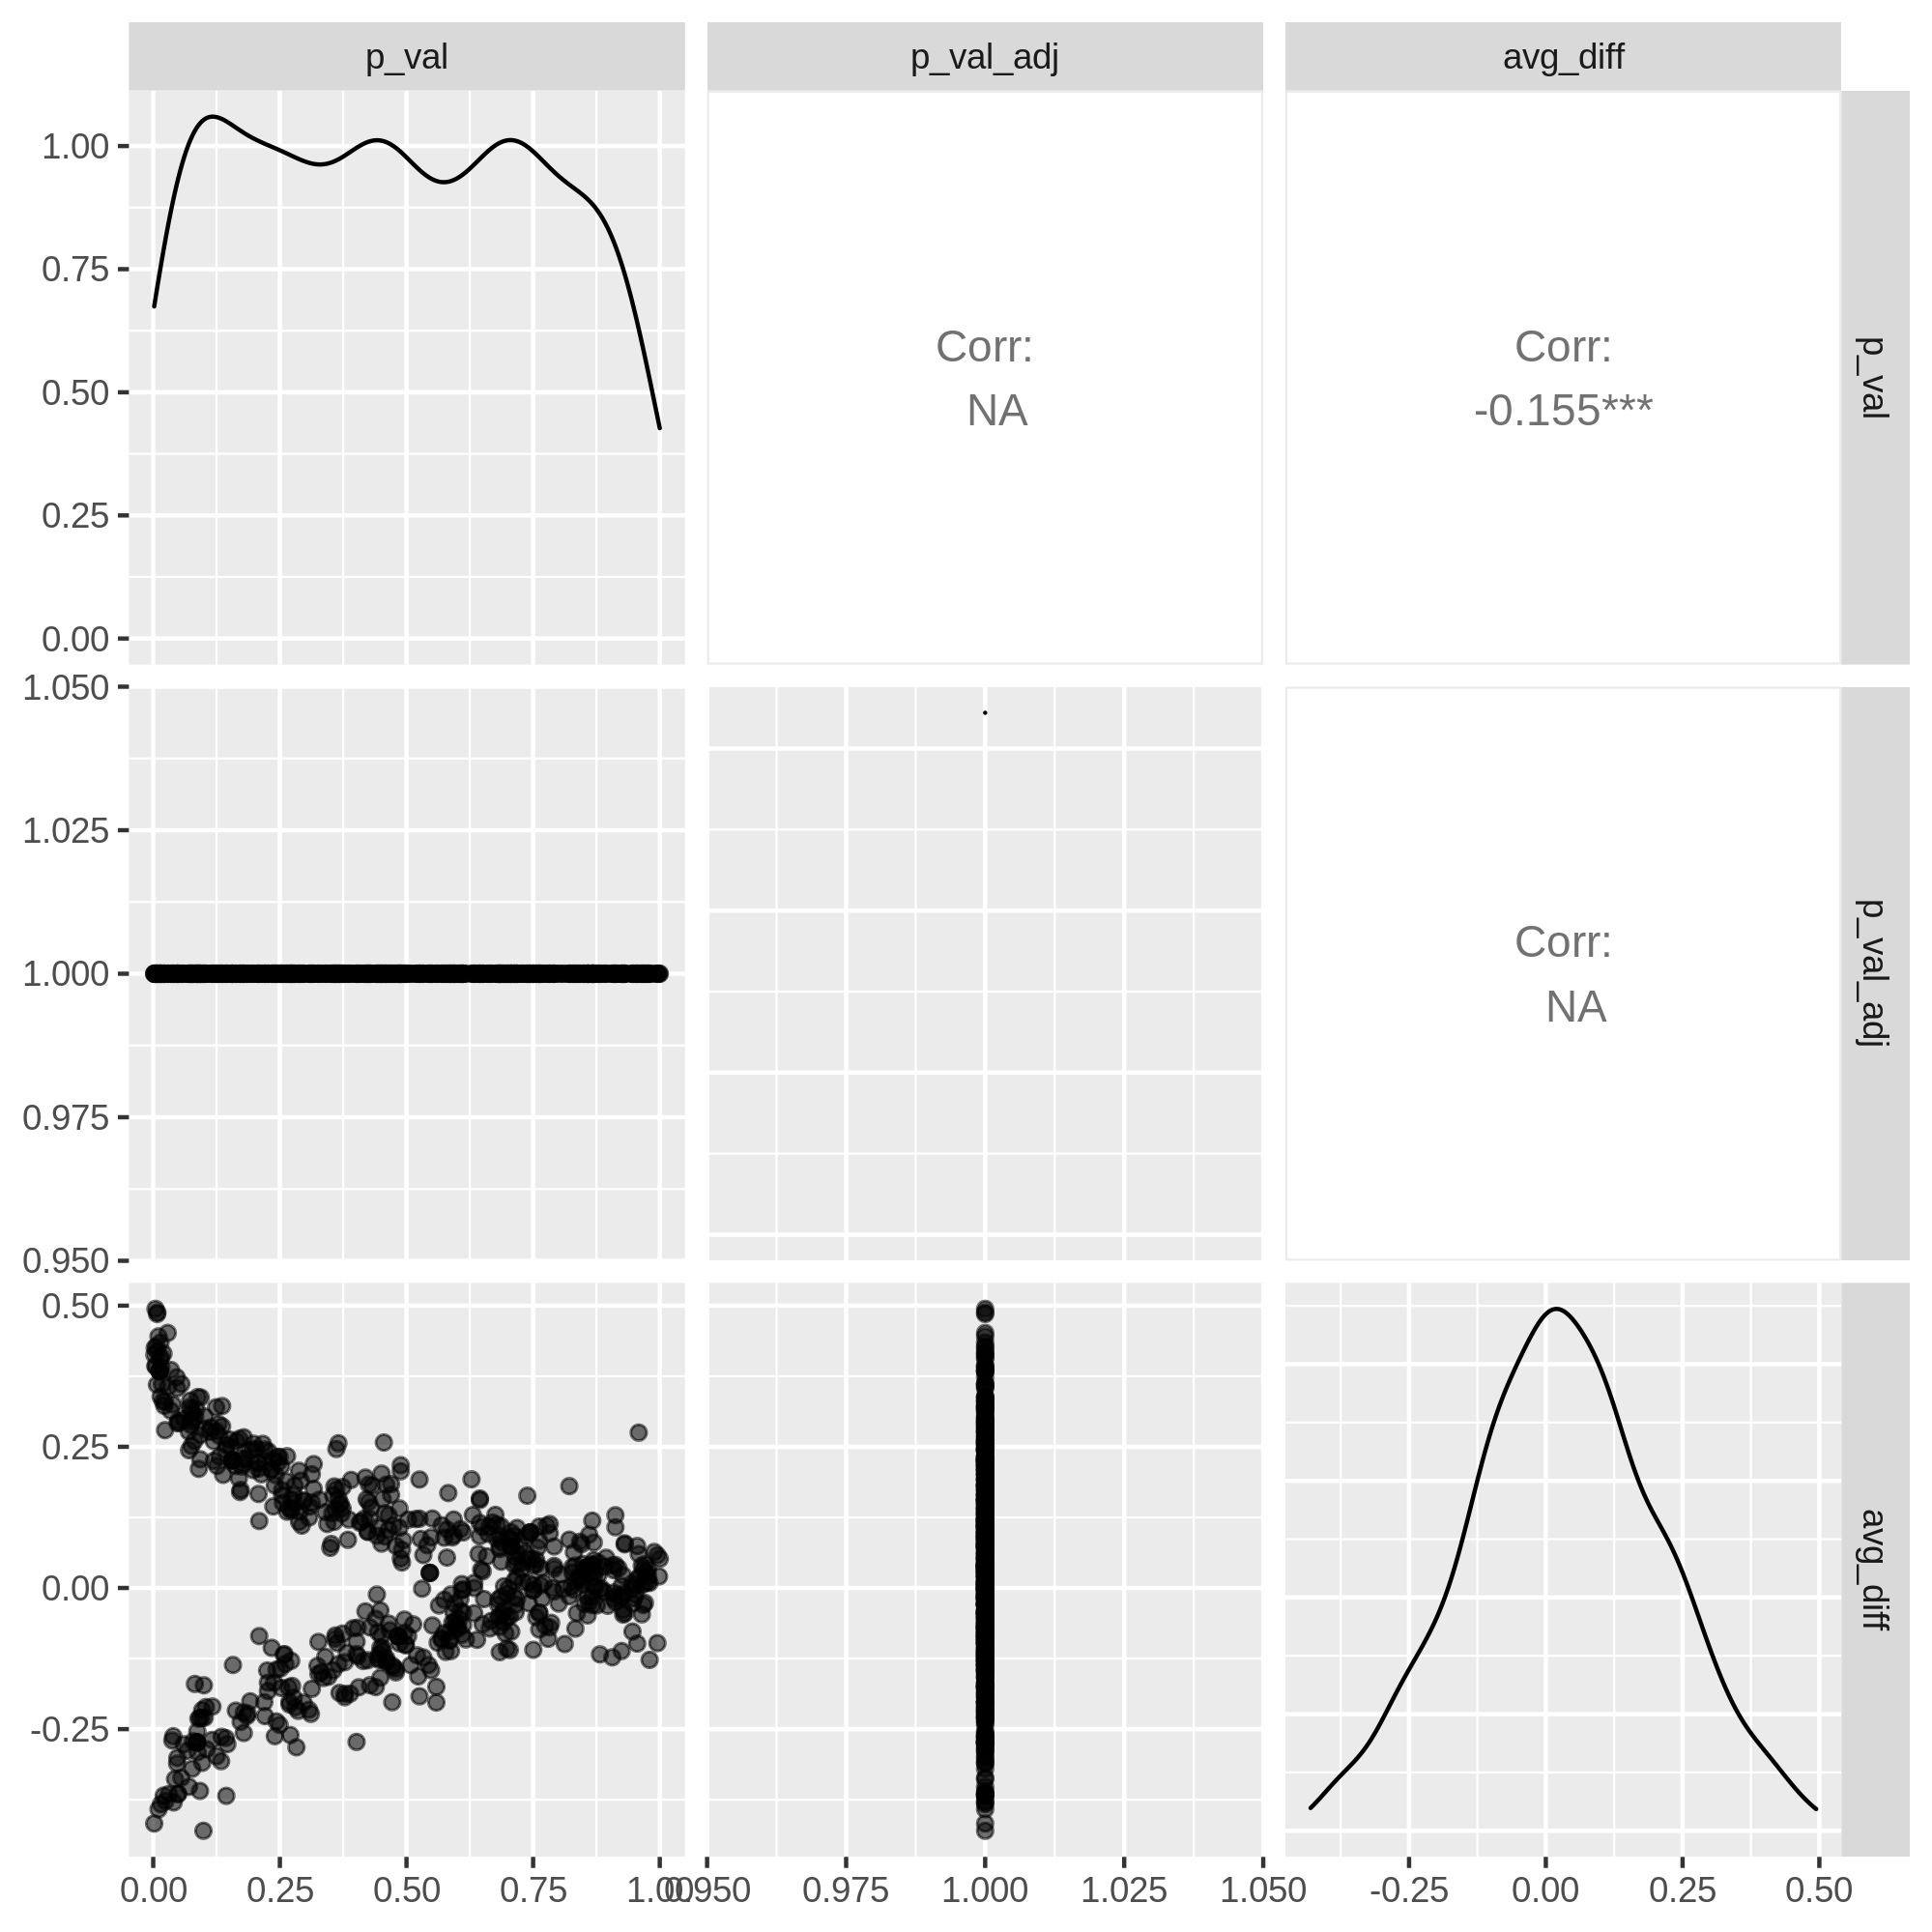 p_val
p_val_adj
avg_diff
1.00
0.75
0.50
0.25
0.00
Corr:
NA
Corr:
-0.155***
p_val
1.050
1.025
1.000
0.975
0.950
Corr:
NA
p_val_adj
0.50
0.25
0.00
-0.25
avg_diff
0.00 0.25 0.50 0.75 1.00
0.950 0.975 1.000 1.025 1.050
-0.25 0.00 0.25 0.50